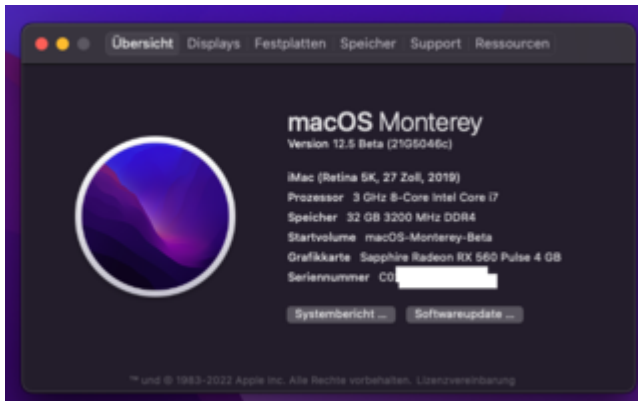 Übersicht Displays Festplatten Speicher Support Ressourcen
macOS Monterey
Version 12.5 Beta (21G5046c)
iMac (Retina 5K, 27 Zoll, 2019)
Prozessor 3 GHz 8-Core Intel Core i7
Speicher 32 GB 3200 MHz DDR4
Startvolume macOS-Monterey-Beta
Grafikkarte Sapphire Radeon RX 560 Pulse 4 GB
Seriennummer C0
Systembericht ... Softwareupdate ...
™ und © 1983-2022 Apple Inc. Alle Rechte vorbehalten. Lizenzvereinbarung